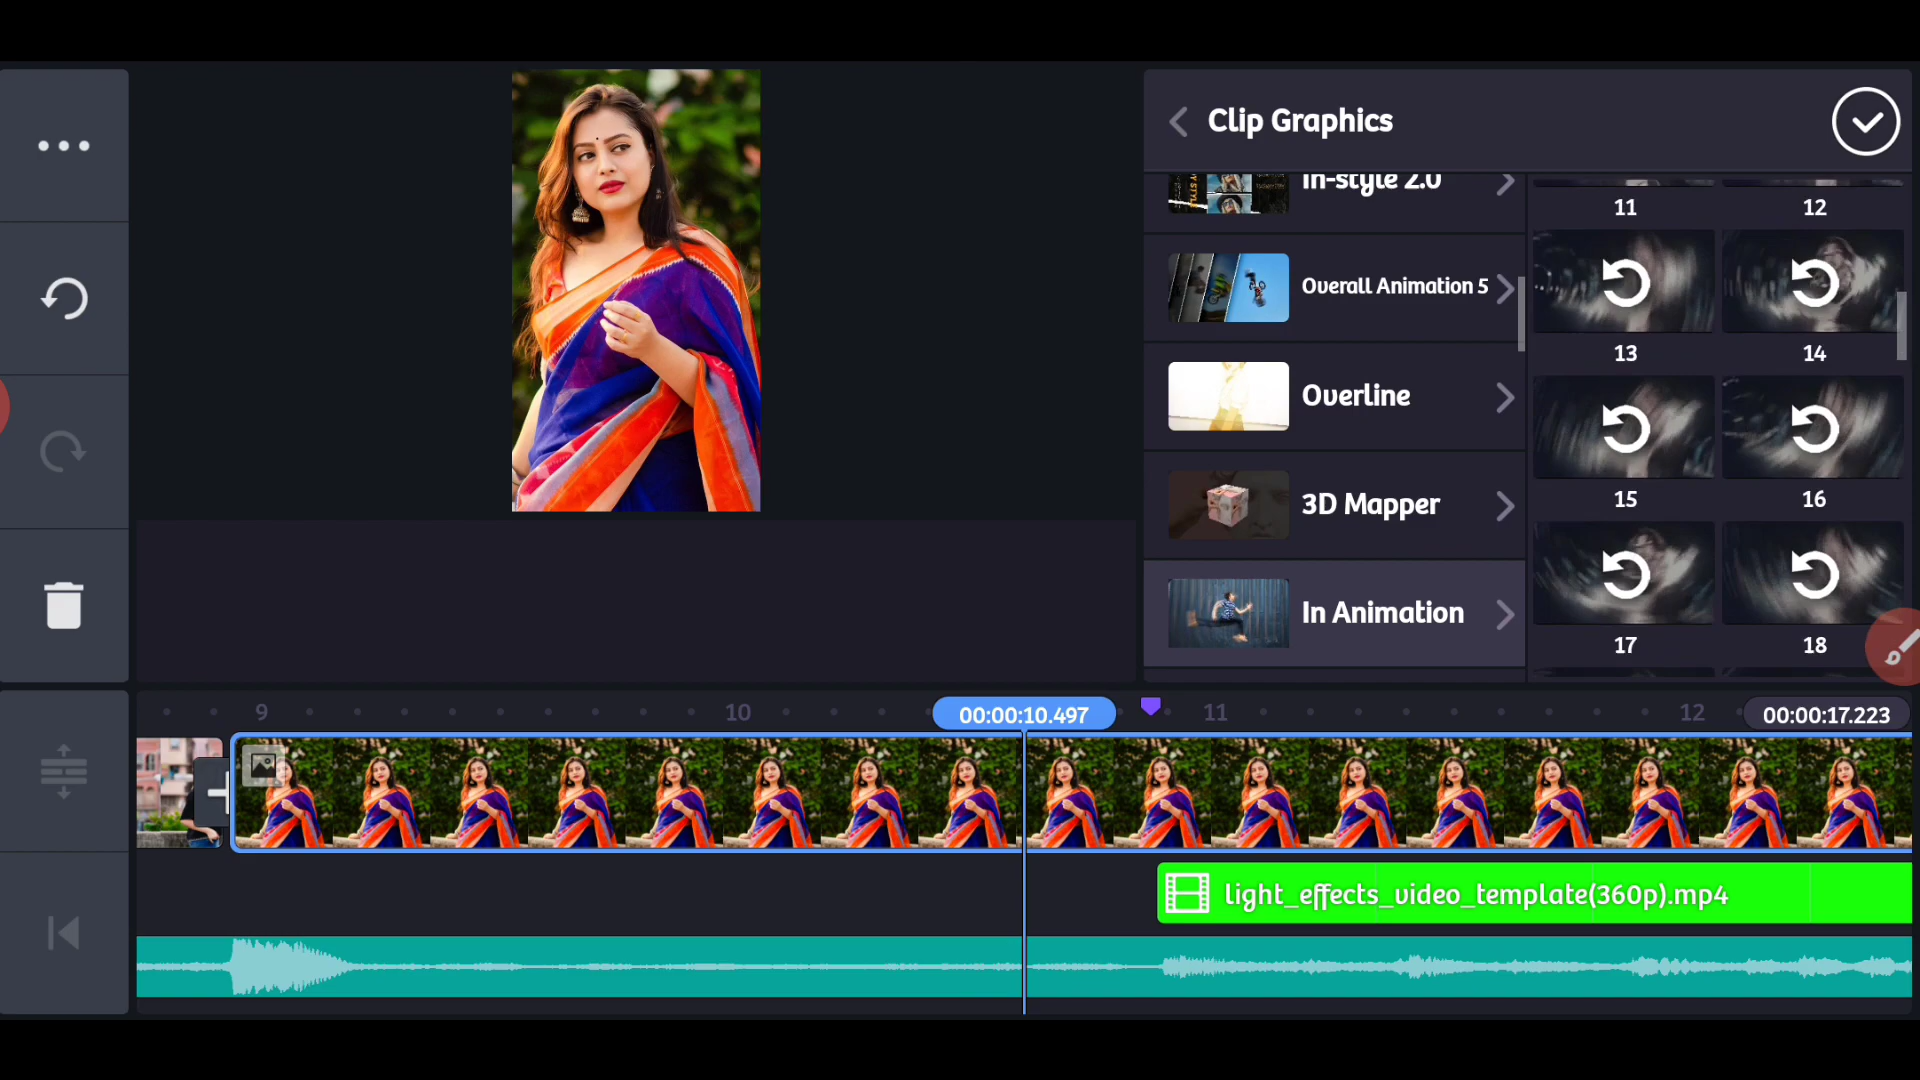 Clip Graphics
In-style 2.0
Overall Animation 5
Overline
3D Mapper
In Animation
11
12
13
14
15
16
17
18
9
10
00:00:10.497
11
12
00:00:17.223
light_effects_video_template(360p).mp4